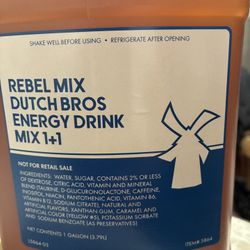 SHAKE WELL BEFORE USING • REFRIGERATE AFTER OPENING
REBEL MIX
DUTCH BROS
ENERGY DRINK
MIX 1+1
NOT FOR RETAIL SALE
INGREDIENTS: WATER, SUGAR, CONTAINS 2% OR LESS
OF DEXTROSE, CITRIC ACID, VITAMIN AND MINERAL
BLEND (TAURINE, D-GLUCURONOLACTONE, CAFFEINE,
INOSITOL, NIACIN, PANTOTHENIC ACID, VITAMIN B6,
VITAMIN B12), SODIUM CITRATE), NATURAL AND
ARTIFICIAL FLAVORS, XANTHAN GUM, CARAMEL AND
ARTIFICIAL COLOR (YELLOW #5), POTASSIUM SORBATE
AND SODIUM BENZOATE (AS PRESERVATIVES)
CONTENTS 1 GALLON (3.79L)
ITEM# 5864